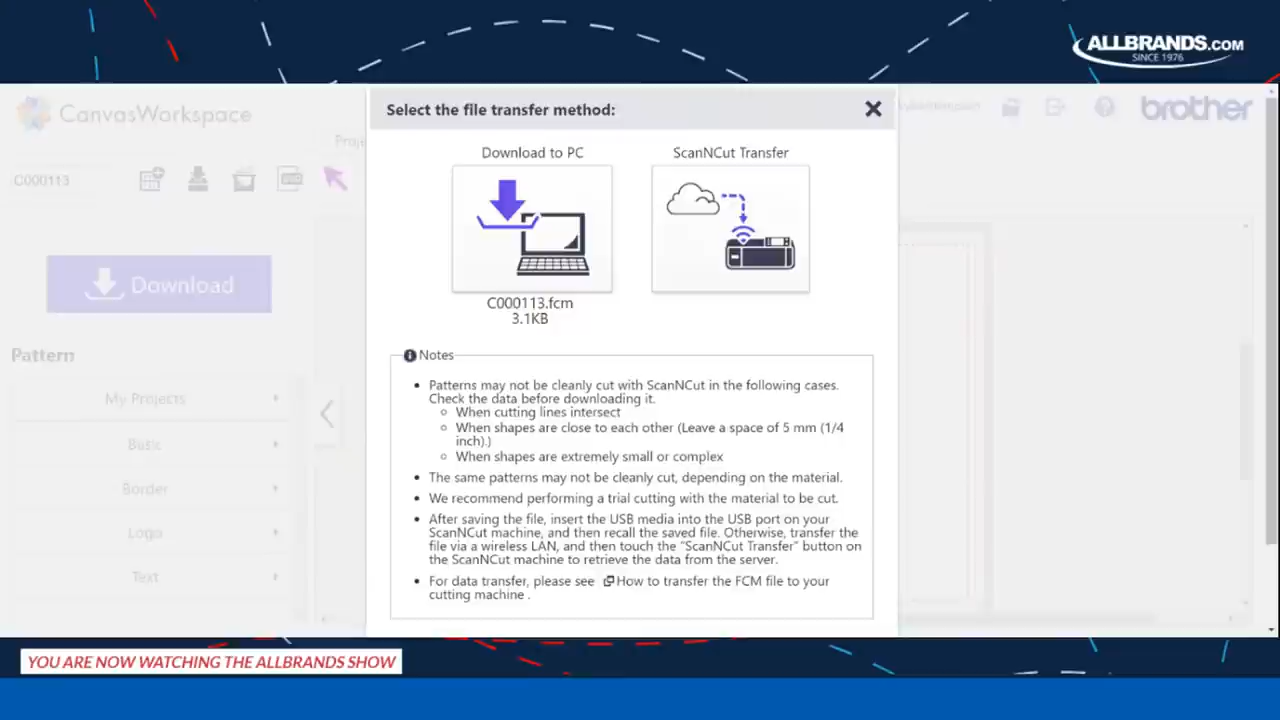 ALLBRANDS.COM
SINCE 1976
CanvasWorkspace
Select the file transfer method:
brother
Proje
C000113
SVG
Download to PC
ScanNCut Transfer
C000113.fcm
3.1KB
Download
Pattern
My Projects
Basic
Border
Logo
Text
Notes
Patterns may not be cleanly cut with ScanNCut in the following cases.
Check the data before downloading it.
When cutting lines intersect
When shapes are close to each other (Leave a space of 5 mm (1/4
inch).)
When shapes are extremely small or complex
The same patterns may not be cleanly cut, depending on the material.
We recommend performing a trial cutting with the material to be cut.
After saving the file, insert the USB media into the USB port on your
ScanNCut machine, and then recall the saved file. Otherwise, transfer the
file via a wireless LAN, and then touch the “ScanNCut Transfer” button on
the ScanNCut machine to retrieve the data from the server.
For data transfer, please see How to transfer the FCM file to your
cutting machine .
YOU ARE NOW WATCHING THE ALLBRANDS SHOW